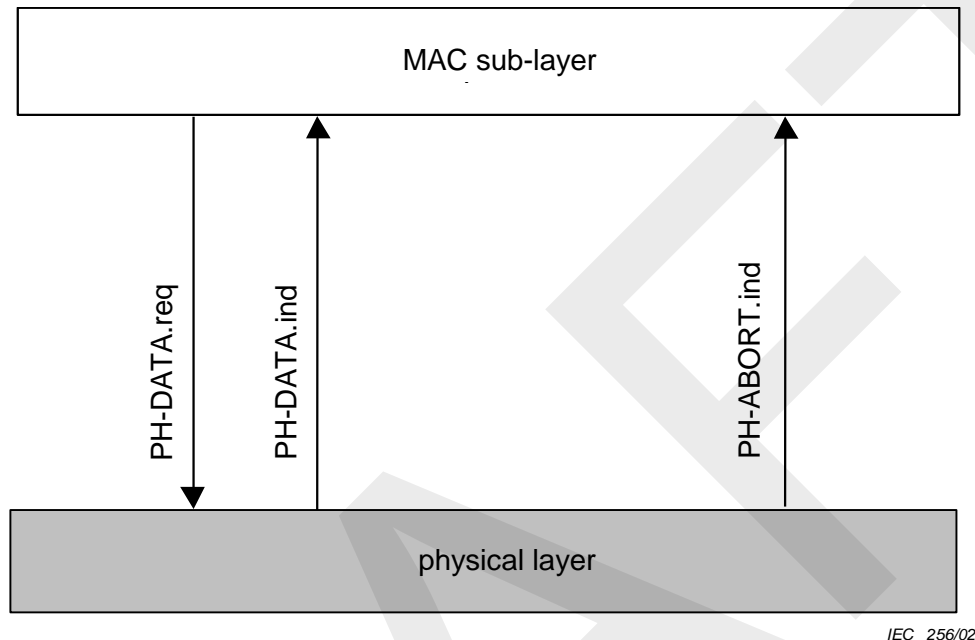 MAC sub-layer
PH-DATA.req
PH-DATA.ind
PH-ABORT.ind
physical layer
IEC 256/02